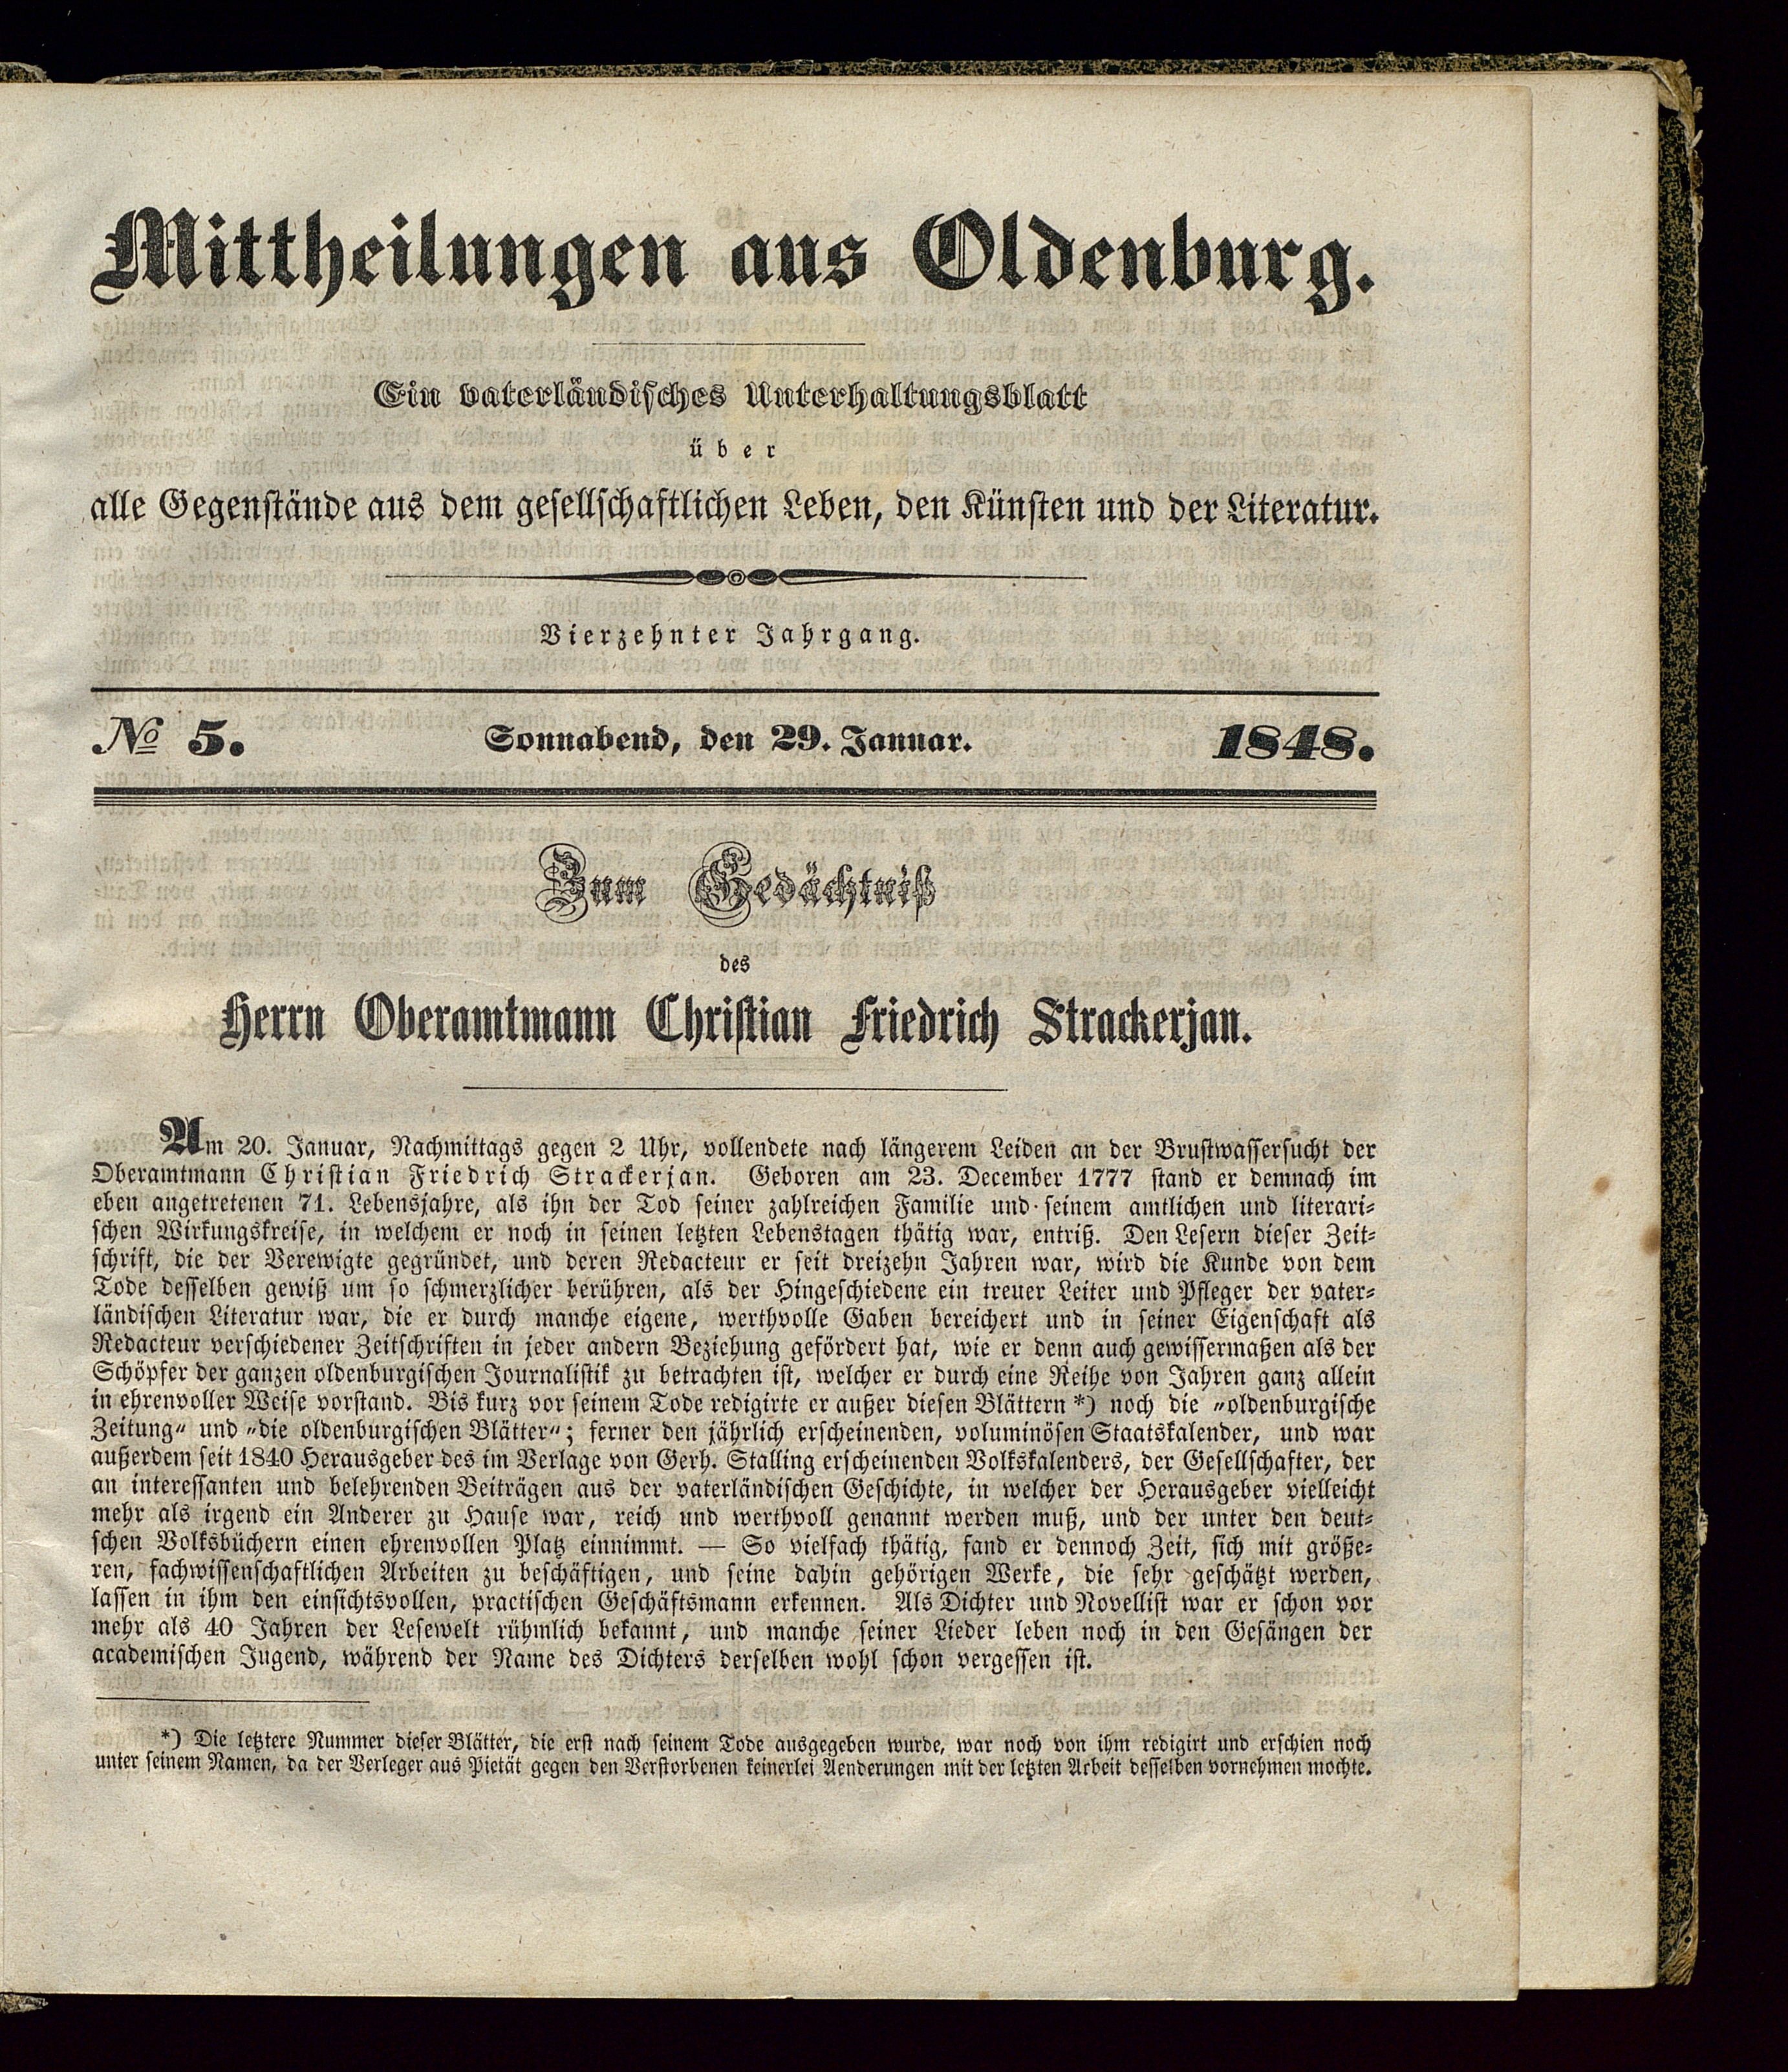 Mittheilungen aus Oldenburg.
Ein vaterländisches Unterhaltungsblatt
über
alle Gegenstände aus dem gesellschaftlichen Leben, den Künsten und der Literatur.
Vierzehnter Jahrgang.
№ 5. Sonnabend, den 29. Januar. 1848.
Zum Gedächtniß
des
Herrn Oberamtmann Christian Friedrich Strackerjan.
Am 20. Januar, Nachmittags gegen 2 Uhr, vollendete nach längerem Leiden an der Brustwassersucht der
Oberamtmann Christian Friedrich Strackerjan. Geboren am 23. December 1777 stand er demnach im
eben angetretenen 71. Lebensjahre, als ihn der Tod seiner zahlreichen Familie und seinem amtlichen und literari-
schen Wirkungskreise, in welchem er noch in seinen letzten Lebenstagen thätig war, entriß. Den Lesern dieser Zeit-
schrift, die der Verewigte gegründet, und deren Redacteur er seit dreizehn Jahren war, wird die Kunde von dem
Tode desselben gewiß um so schmerzlicher berühren, als der Hingeschiedene ein treuer Leiter und Pfleger der vater-
ländischen Literatur war, die er durch manche eigene, werthvolle Gaben bereichert und in seiner Eigenschaft als
Redacteur verschiedener Zeitschriften in jeder andern Beziehung gefördert hat, wie er denn auch gewissermaßen als der
Schöpfer der ganzen oldenburgischen Journalistik zu betrachten ist, welcher er durch eine Reihe von Jahren ganz allein
in ehrenvoller Weise vorstand. Bis kurz vor seinem Tode redigirte er außer diesen Blättern *) noch die „oldenburgische
Zeitung“ und „die oldenburgischen Blätter“; ferner den jährlich erscheinenden, voluminösen Staatskalender, und war
außerdem seit 1840 Herausgeber des im Verlage von Gerh. Stalling erscheinenden Volkskalenders, der Gesellschafter, der
an interessanten und belehrenden Beiträgen aus der vaterländischen Geschichte, in welcher der Herausgeber vielleicht
mehr als irgend ein Anderer zu Hause war, reich und werthvoll genannt werden muß, und der unter den deut-
schen Volksbüchern einen ehrenvollen Platz einnimmt. — So vielfach thätig, fand er dennoch Zeit, sich mit größe-
ren, fachwissenschaftlichen Arbeiten zu beschäftigen, und seine dahin gehörigen Werke, die sehr geschätzt werden,
lassen in ihm den einsichtsvollen, practischen Geschäftsmann erkennen. Als Dichter und Novellist war er schon vor
mehr als 40 Jahren der Lesewelt rühmlich bekannt, und manche seiner Lieder leben noch in den Gesängen der
academischen Jugend, während der Name des Dichters derselben wohl schon vergessen ist.
*) Die letztere Nummer dieser Blätter, die erst nach seinem Tode ausgegeben wurde, war noch von ihm redigirt und erschien noch
unter seinem Namen, da der Verleger aus Pietät gegen den Verstorbenen keinerlei Aenderungen mit der letzten Arbeit desselben vornehmen mochte.